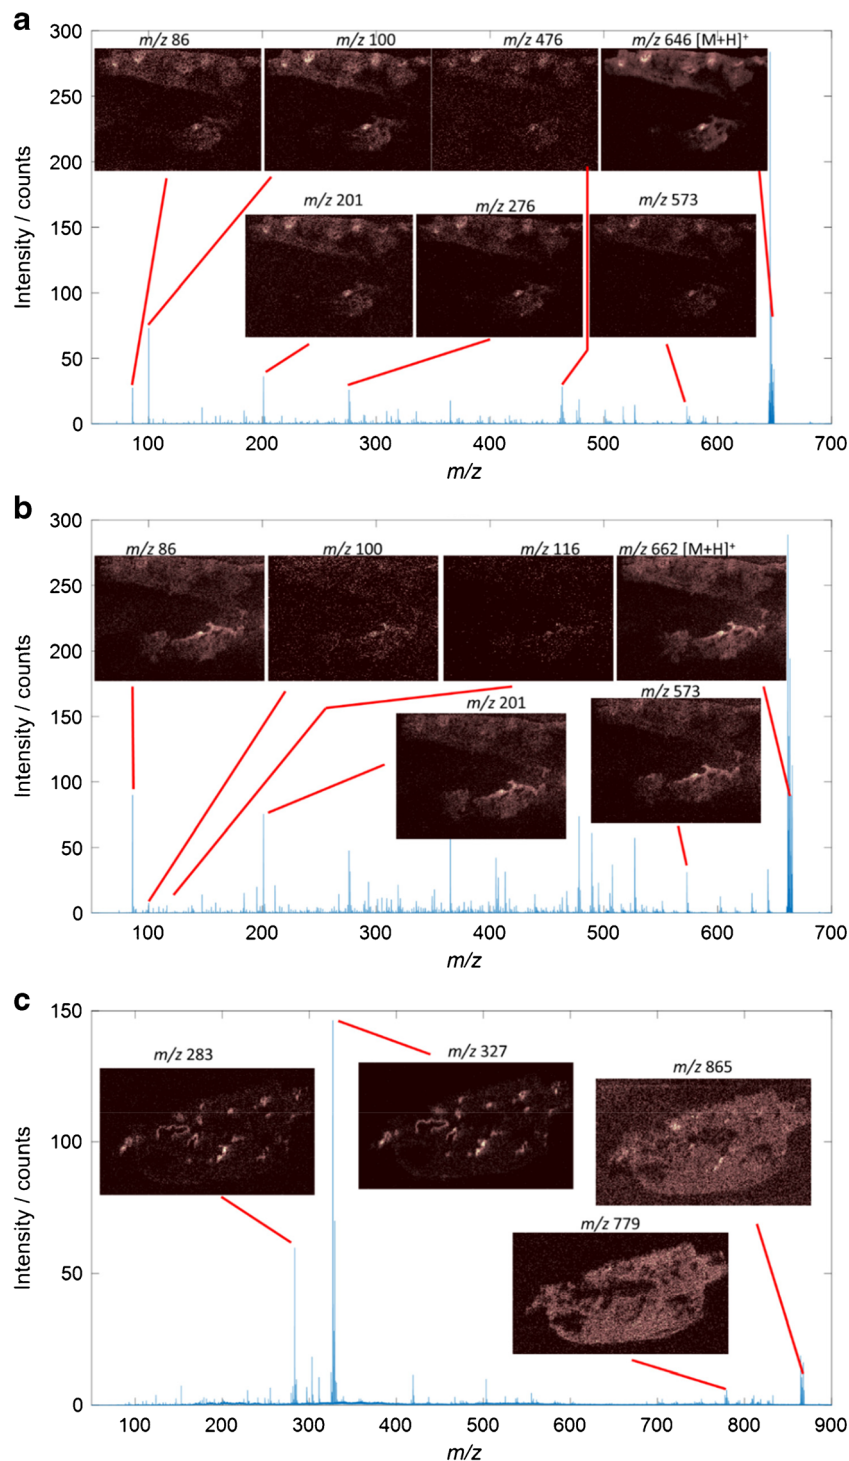 a
300
250
200
150
100
50
0
Intensity / counts
m/z 86 m/z 100 m/z 476 m/z 646 [M+H]+
m/z 201 m/z 276 m/z 573
100 200 300 400 500 600 700
m/z
b
300
250
200
150
100
50
0
Intensity / counts
m/z 86 m/z 100 m/z 116 m/z 662 [M+H]+
m/z 201 m/z 573
100 200 300 400 500 600 700
m/z
c
150
100
50
0
Intensity / counts
m/z 283 m/z 327 m/z 865
m/z 779
100 200 300 400 500 600 700 800 900
m/z